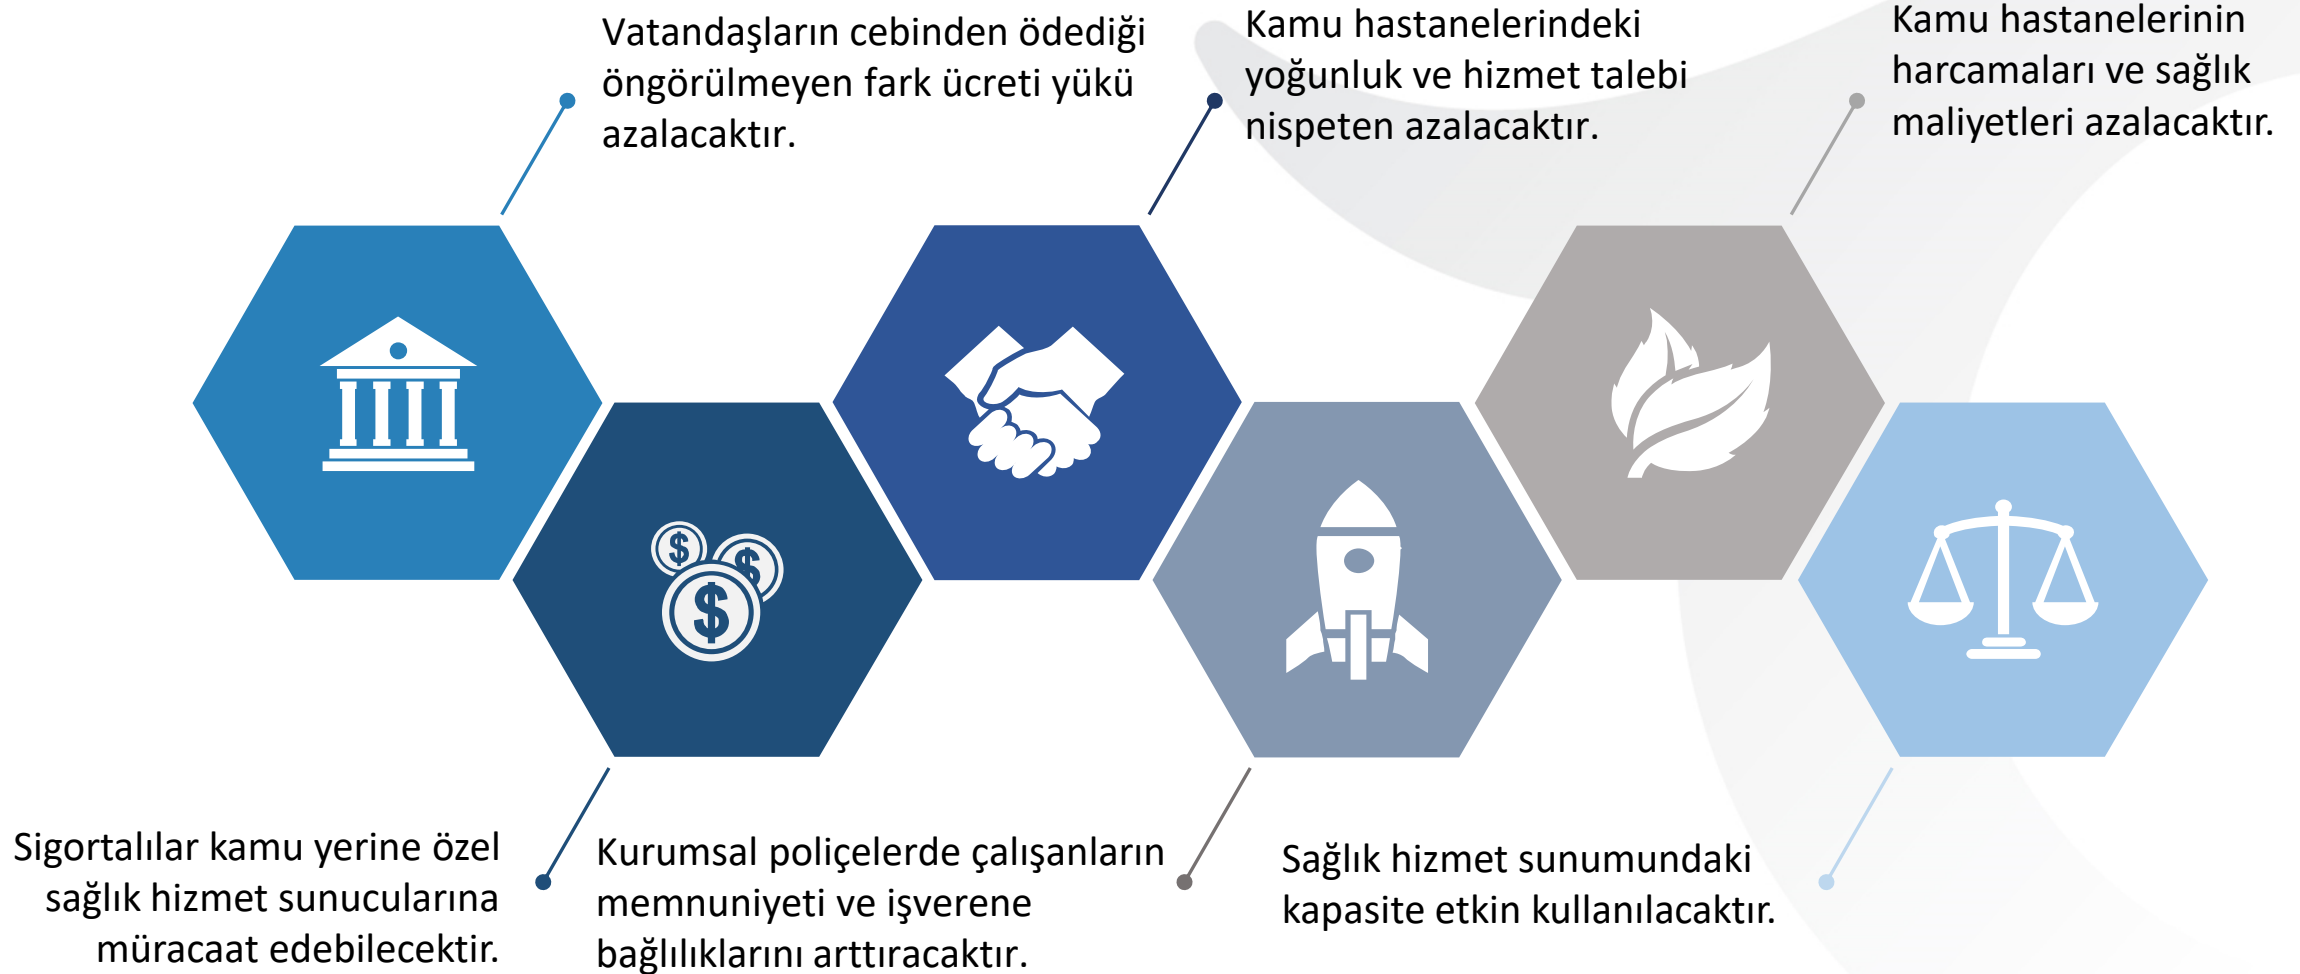 Vatandaşların cebinden ödediği
öngörülmeyen fark ücreti yükü
azalacaktır.
Kamu hastanelerindeki
yoğunluk ve hizmet talebi
nispeten azalacaktır.
Kamu hastanelerinin
harcamaları ve sağlık
maliyetleri azalacaktır.
$
$
$
Sigortalılar kamu yerine özel
sağlık hizmet sunucularına
müracaat edebilecektir.
Kurumsal poliçelerde çalışanların
memnuniyeti ve işverene
bağlılıklarını arttıracaktır.
Sağlık hizmet sunumundaki
kapasite etkin kullanılacaktır.